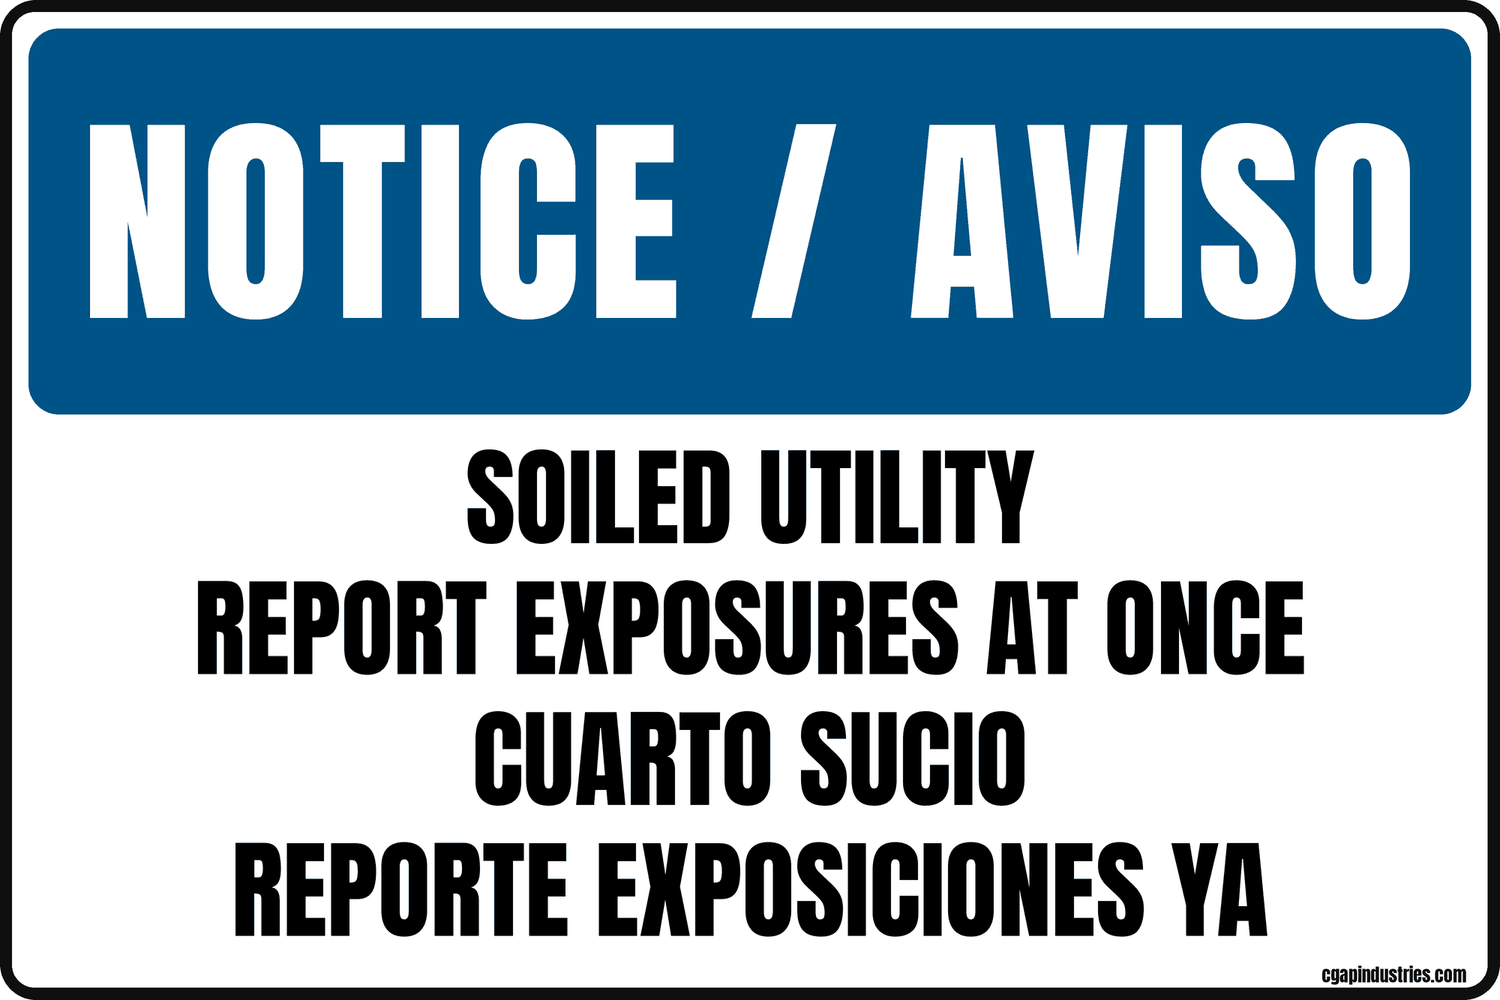 NOTICE / AVISO
SOILED UTILITY
REPORT EXPOSURES AT ONCE
CUARTO SUCIO
REPORTE EXPOSICIONES YA
cgapindustries.com